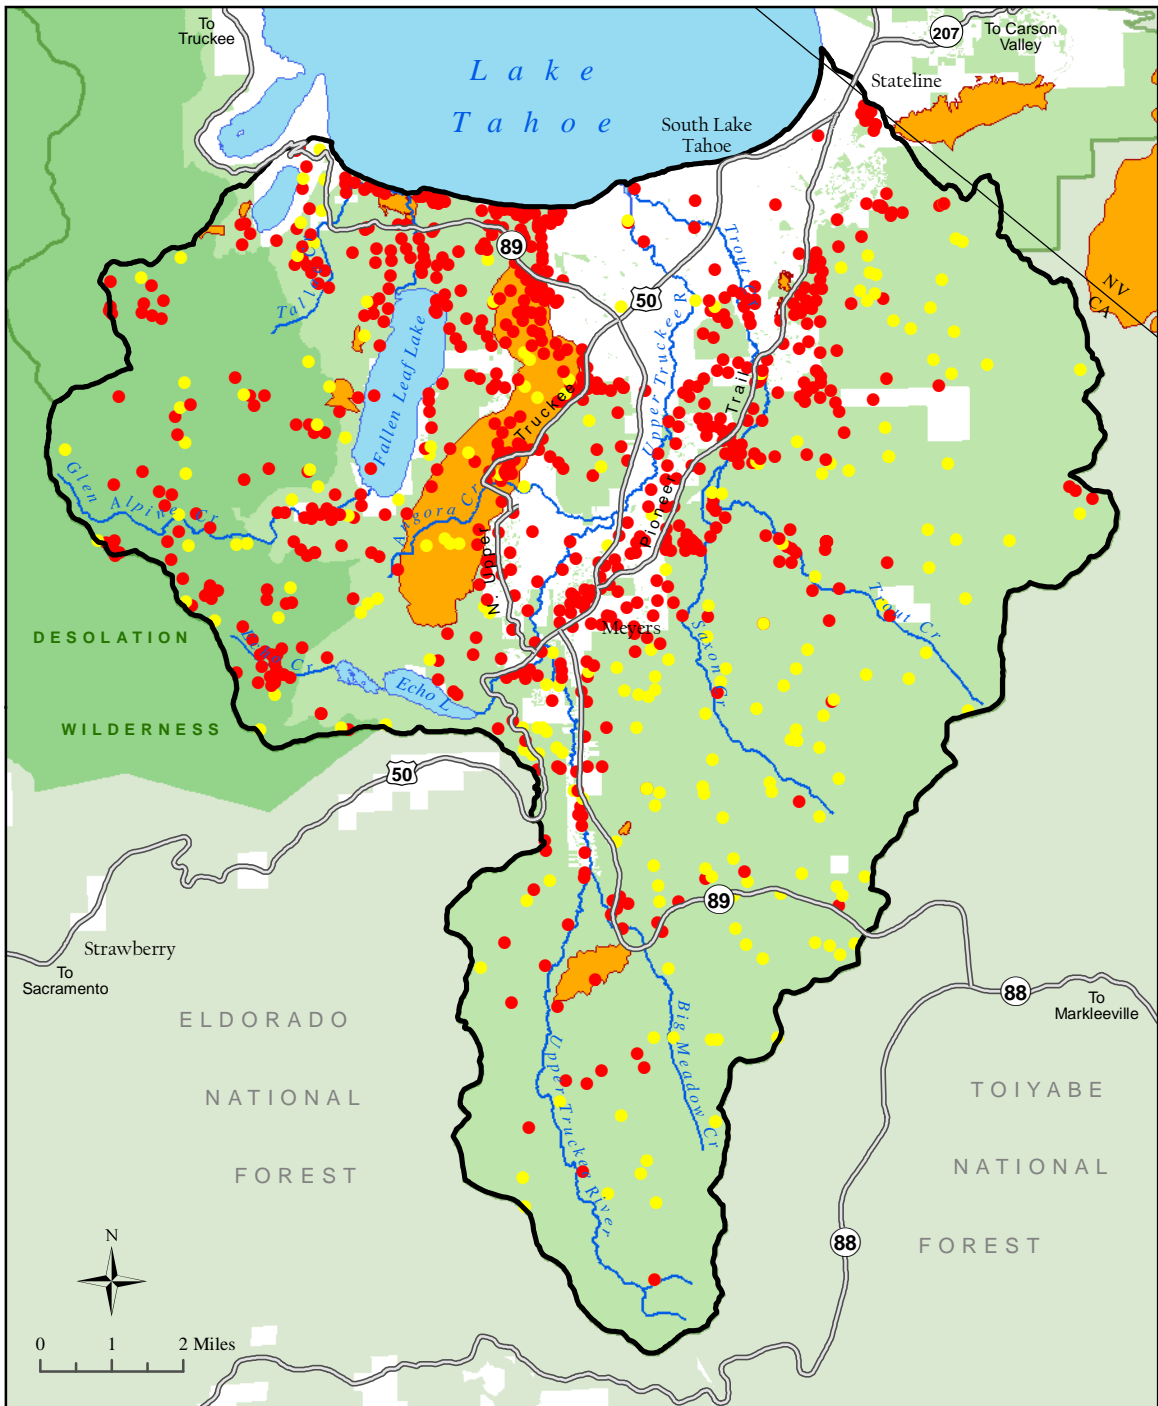 To
Truckee
207
To Carson
Valley
Lake
Tahoe
Stateline
South Lake
Tahoe
89
50
Trout
NV
CA
Upper Truckee R
Fallen Leaf Lake
Truckee
Trail
Glen Alpine Cr
Angora Cr
Pioneer
N. Upper
Meyers
Trout Cr
Saxon Cr
DESOLATION
WILDERNESS
Echo L
50
89
Strawberry
To
Sacramento
88
To
Markleeville
ELDORADO
NATIONAL
FOREST
Big Meadow Cr
Upper Truckee River
TOIYABE
NATIONAL
FOREST
88
N
0 1 2 Miles